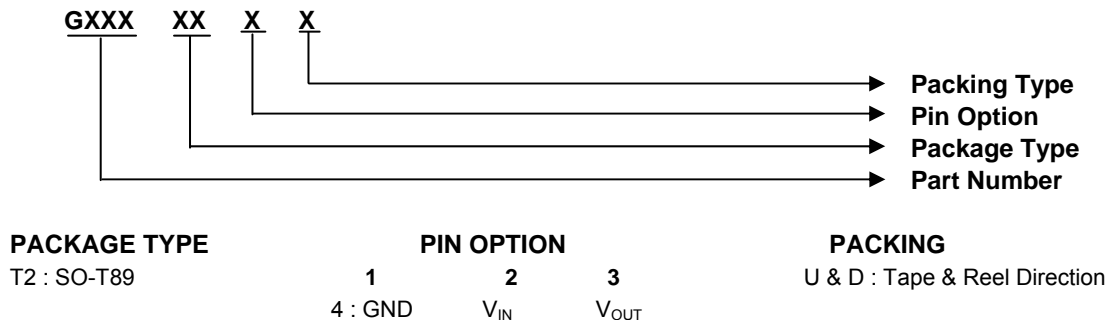 GXXX XX X X
Packing Type
Pin Option
Package Type
Part Number
PACKAGE TYPE PIN OPTION PACKING
T2 : SO-T89 1 2 3 U & D : Tape & Reel Direction
4 : GND VIN VOUT